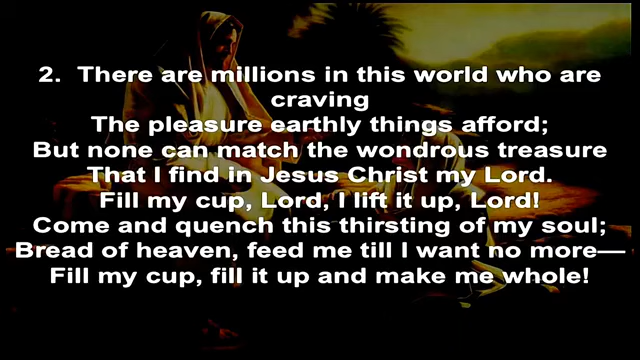 2.  There are millions in this world who are
craving
The pleasure earthly things afford;
But none can match the wondrous treasure
That I find in Jesus Christ my Lord.
Fill my cup, Lord, I lift it up, Lord!
Come and quench this thirsting of my soul;
Bread of heaven, feed me till I want no more—
Fill my cup, fill it up and make me whole!